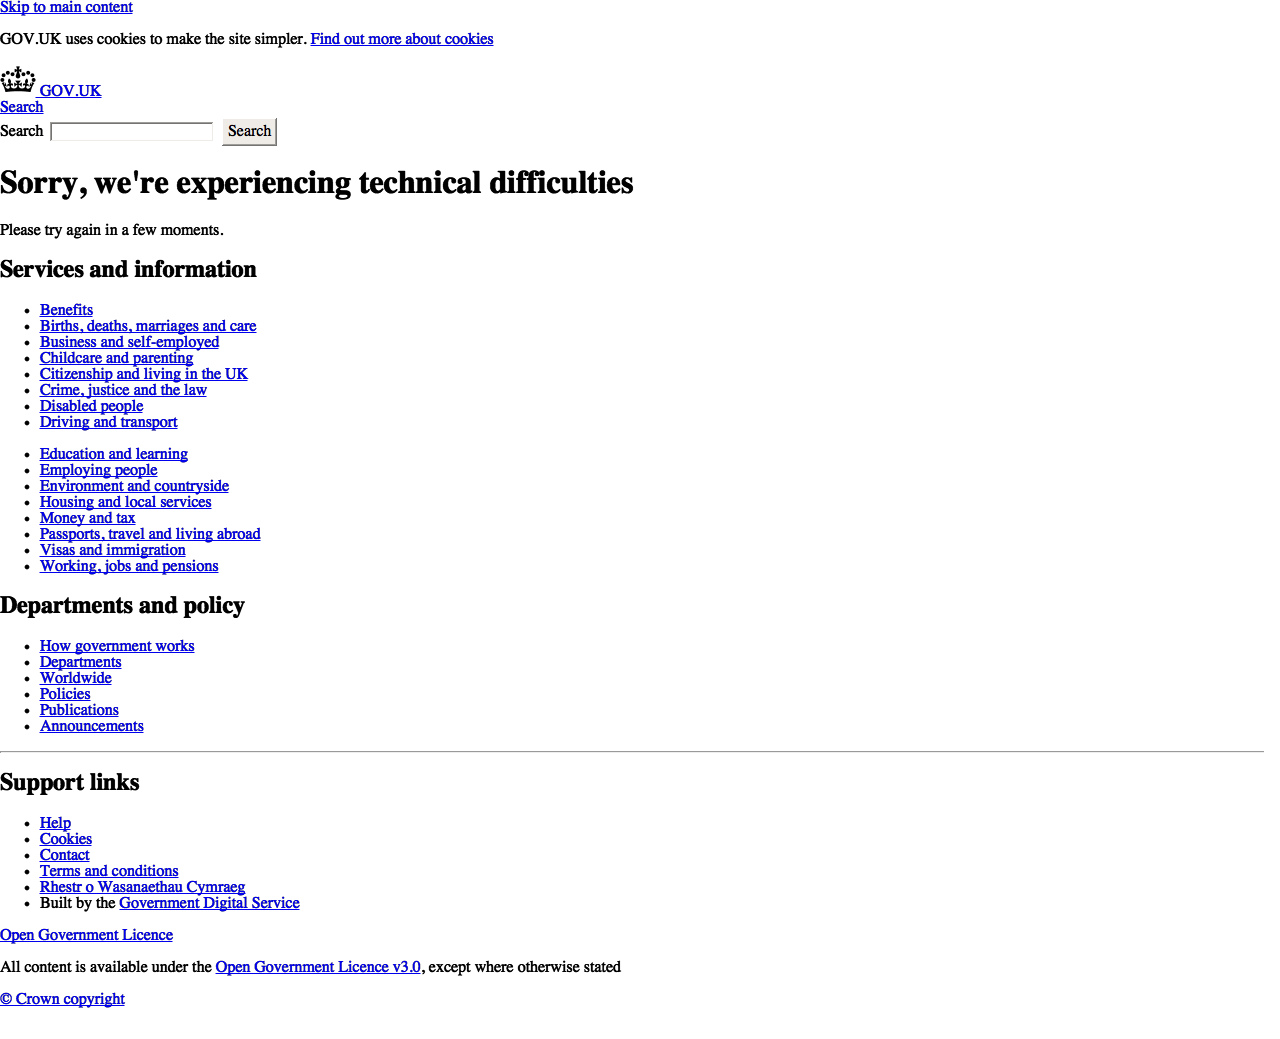 Skip to main content
GOV.UK uses cookies to make the site simpler. Find out more about cookies
GOV.UK
Search
Search Search
Sorry, we're experiencing technical difficulties
Please try again in a few moments.
Services and information
Benefits
Births, deaths, marriages and care
Business and self-employed
Childcare and parenting
Citizenship and living in the UK
Crime, justice and the law
Disabled people
Driving and transport
Education and learning
Employing people
Environment and countryside
Housing and local services
Money and tax
Passports, travel and living abroad
Visas and immigration
Working, jobs and pensions
Departments and policy
How government works
Departments
Worldwide
Policies
Publications
Announcements
Support links
Help
Cookies
Contact
Terms and conditions
Rhestr o Wasanaethau Cymraeg
Built by the Government Digital Service
Open Government Licence
All content is available under the Open Government Licence v3.0, except where otherwise stated
© Crown copyright